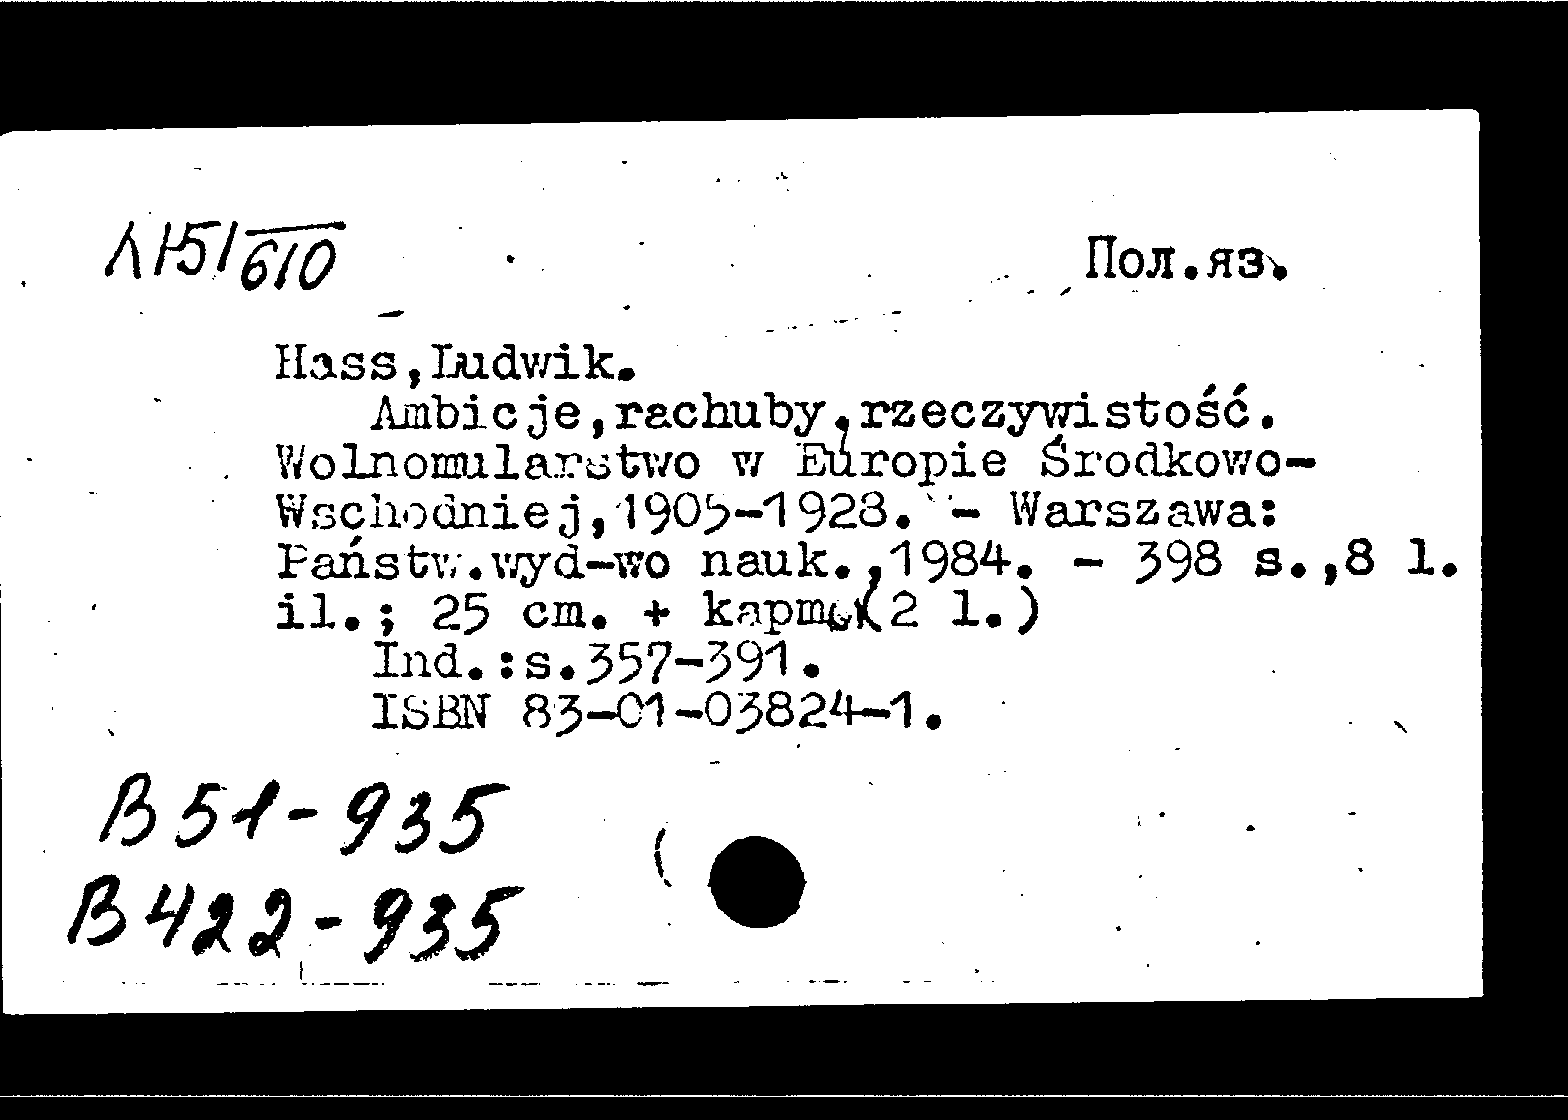 Л151/610
Пол.яз.
Hass,Ludwik.
Ambicje,rachuby,rzeczywistość.
Wolnomularstwo w Europie Środkowo-
Wschodniej,1905-1928. - Warszawa:
Państw.wyd-wo nauk.,1984. - 398 s.,8 l.
il.; 25 cm. + карты(2 l.)
Ind.:s.357-391.
ISBN 83-01-03824-1.
В 51-935
В 422-935